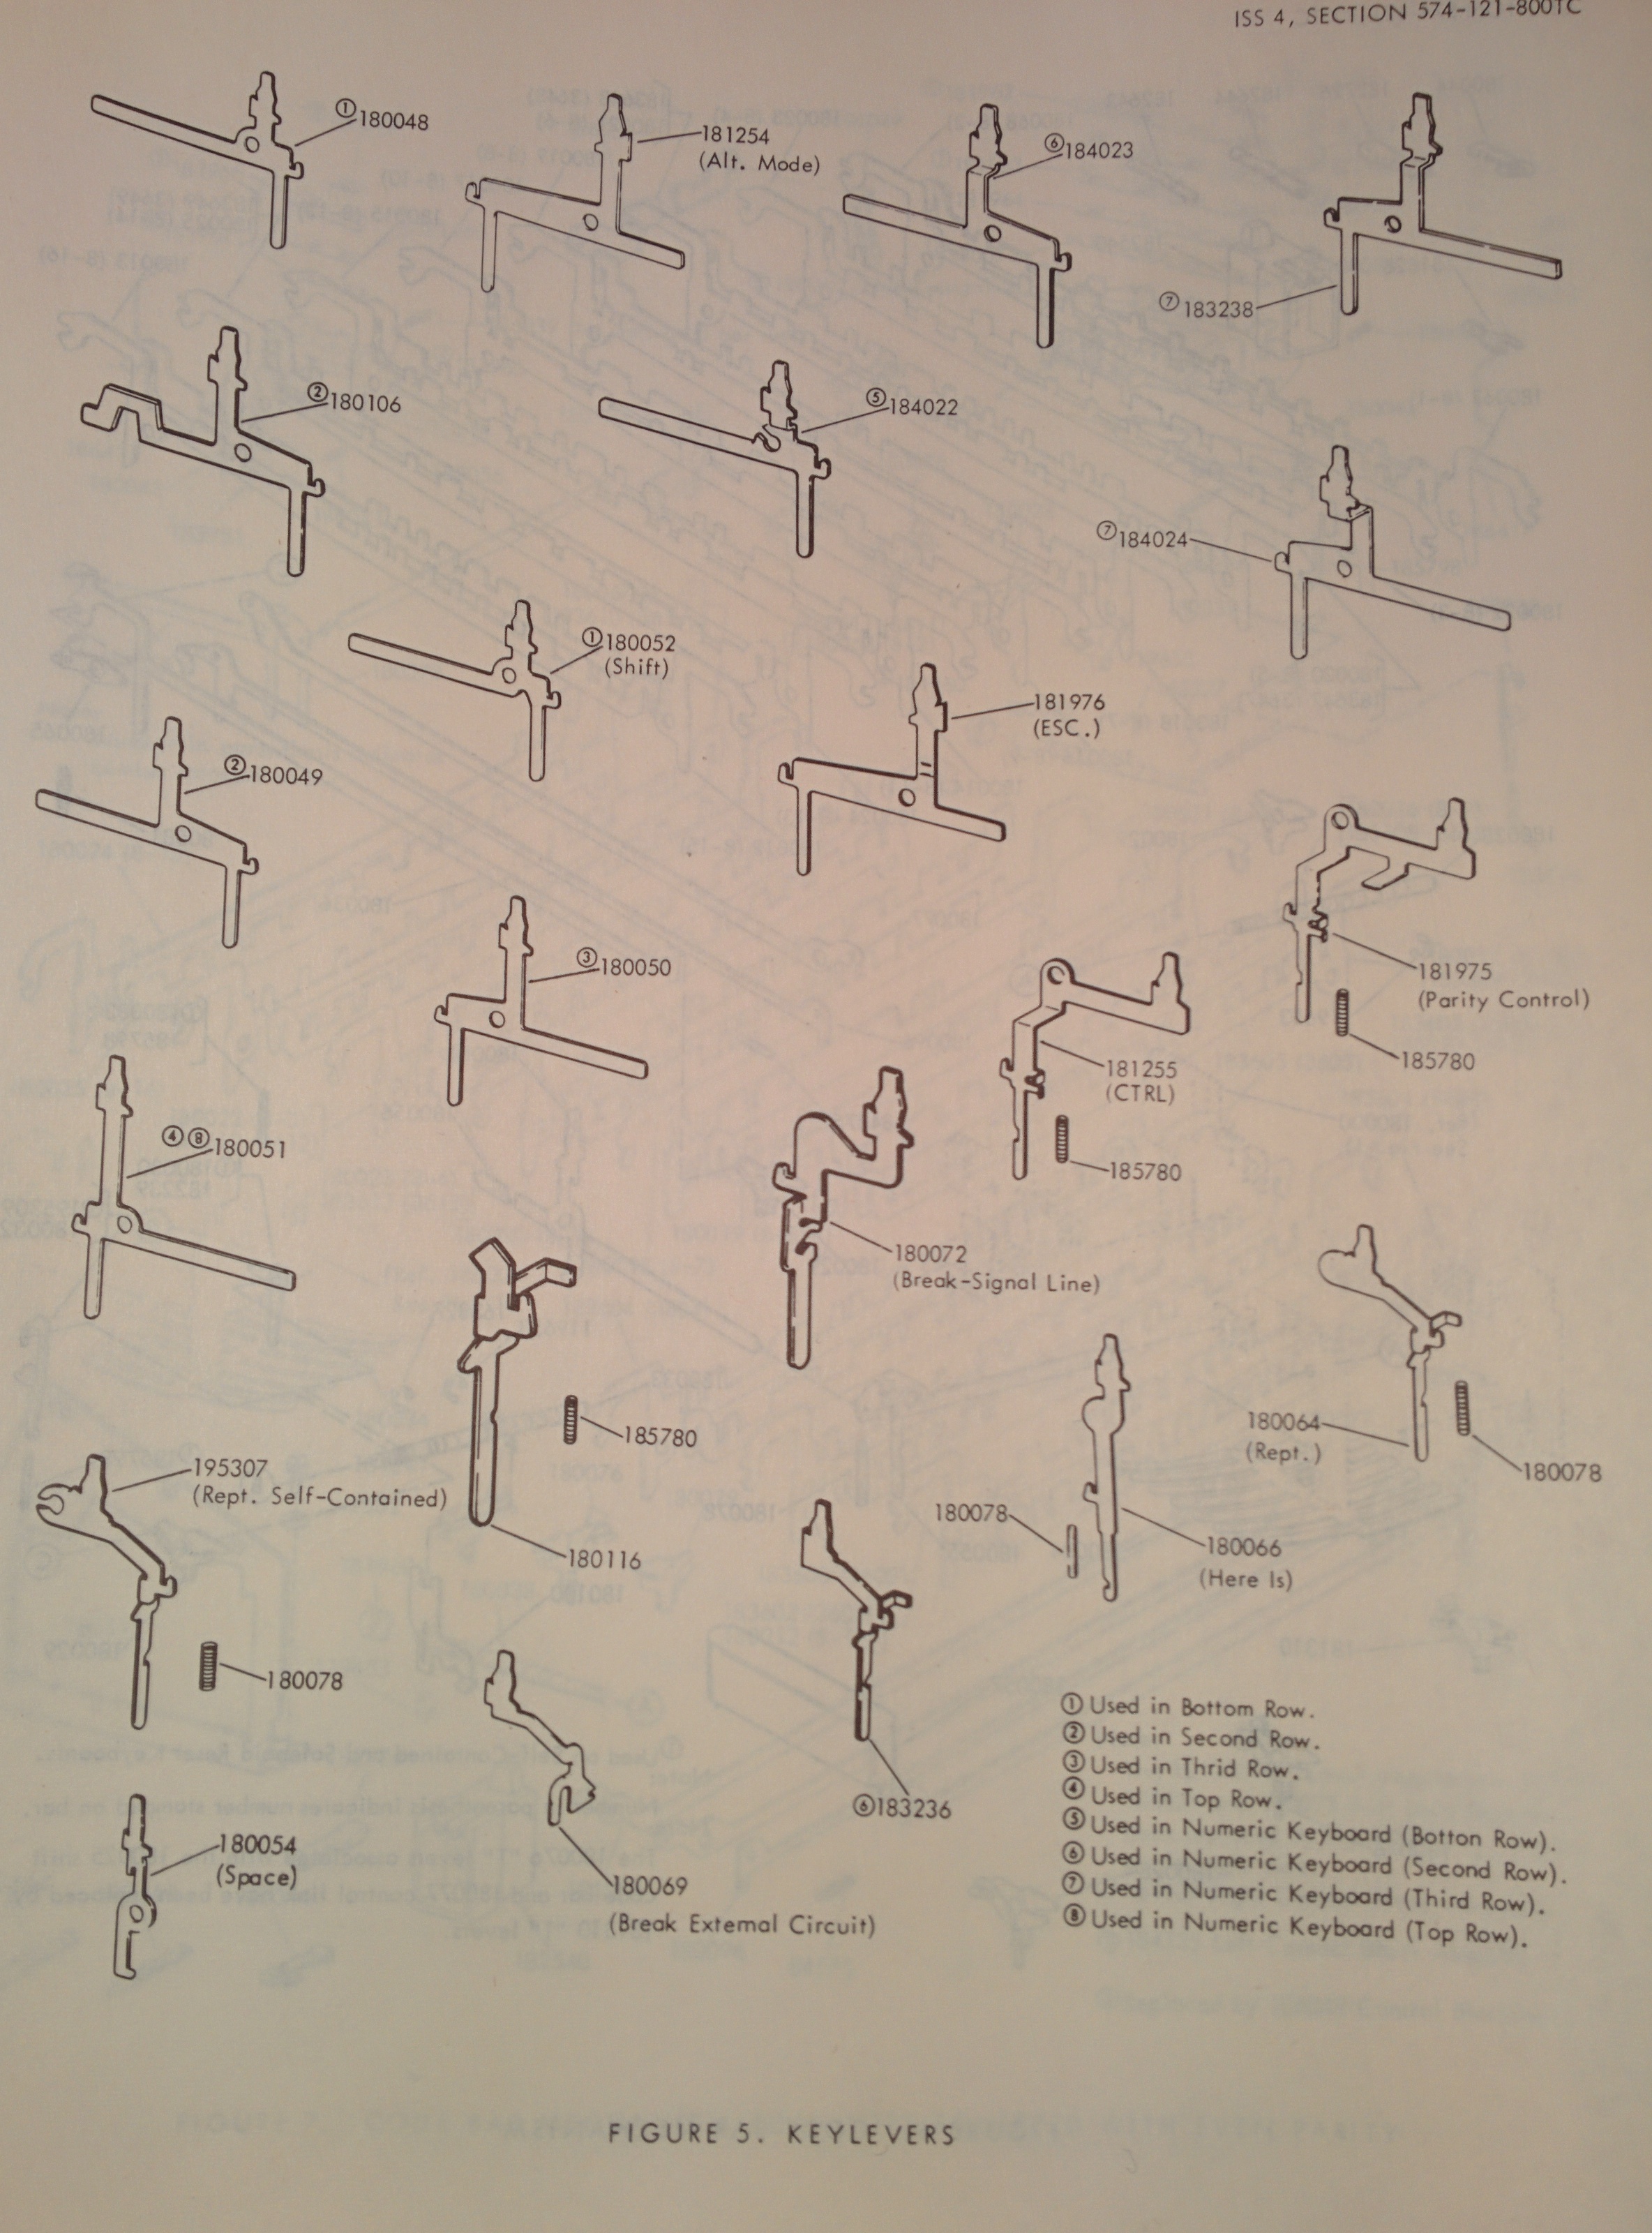 ISS 4, SECTION 574-121-800TC
①180048
181254
(Alt. Mode)
⑥184023
⑦183238
②180106
⑤184022
⑦184024
①180052
(Shift)
181976
(ESC.)
②180049
③180050
181975
(Parity Control)
185780
181255
(CTRL)
185780
④⑧180051
180072
(Break-Signal Line)
185780
180064
(Rept.)
180078
195307
(Rept. Self-Contained)
180078
180066
(Here Is)
180116
180078
⑥183236
180054
(Space)
180069
(Break External Circuit)
① Used in Bottom Row.
② Used in Second Row.
③ Used in Thrid Row.
④ Used in Top Row.
⑤ Used in Numeric Keyboard (Botton Row).
⑥ Used in Numeric Keyboard (Second Row).
⑦ Used in Numeric Keyboard (Third Row).
⑧ Used in Numeric Keyboard (Top Row).
FIGURE 5. KEYLEVERS